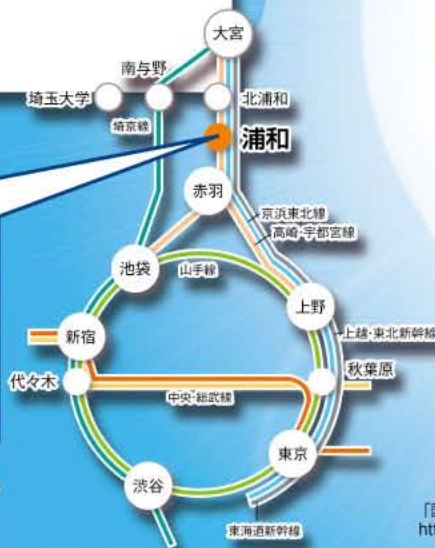 大宮
南与野
埼玉大学
北浦和
埼京線
浦和
赤羽
京浜東北線
高崎・宇都宮線
池袋
山手線
上野
新宿
上越・東北新幹線
代々木
秋葉原
中央・総武線
東京
渋谷
東海道新幹線
htt